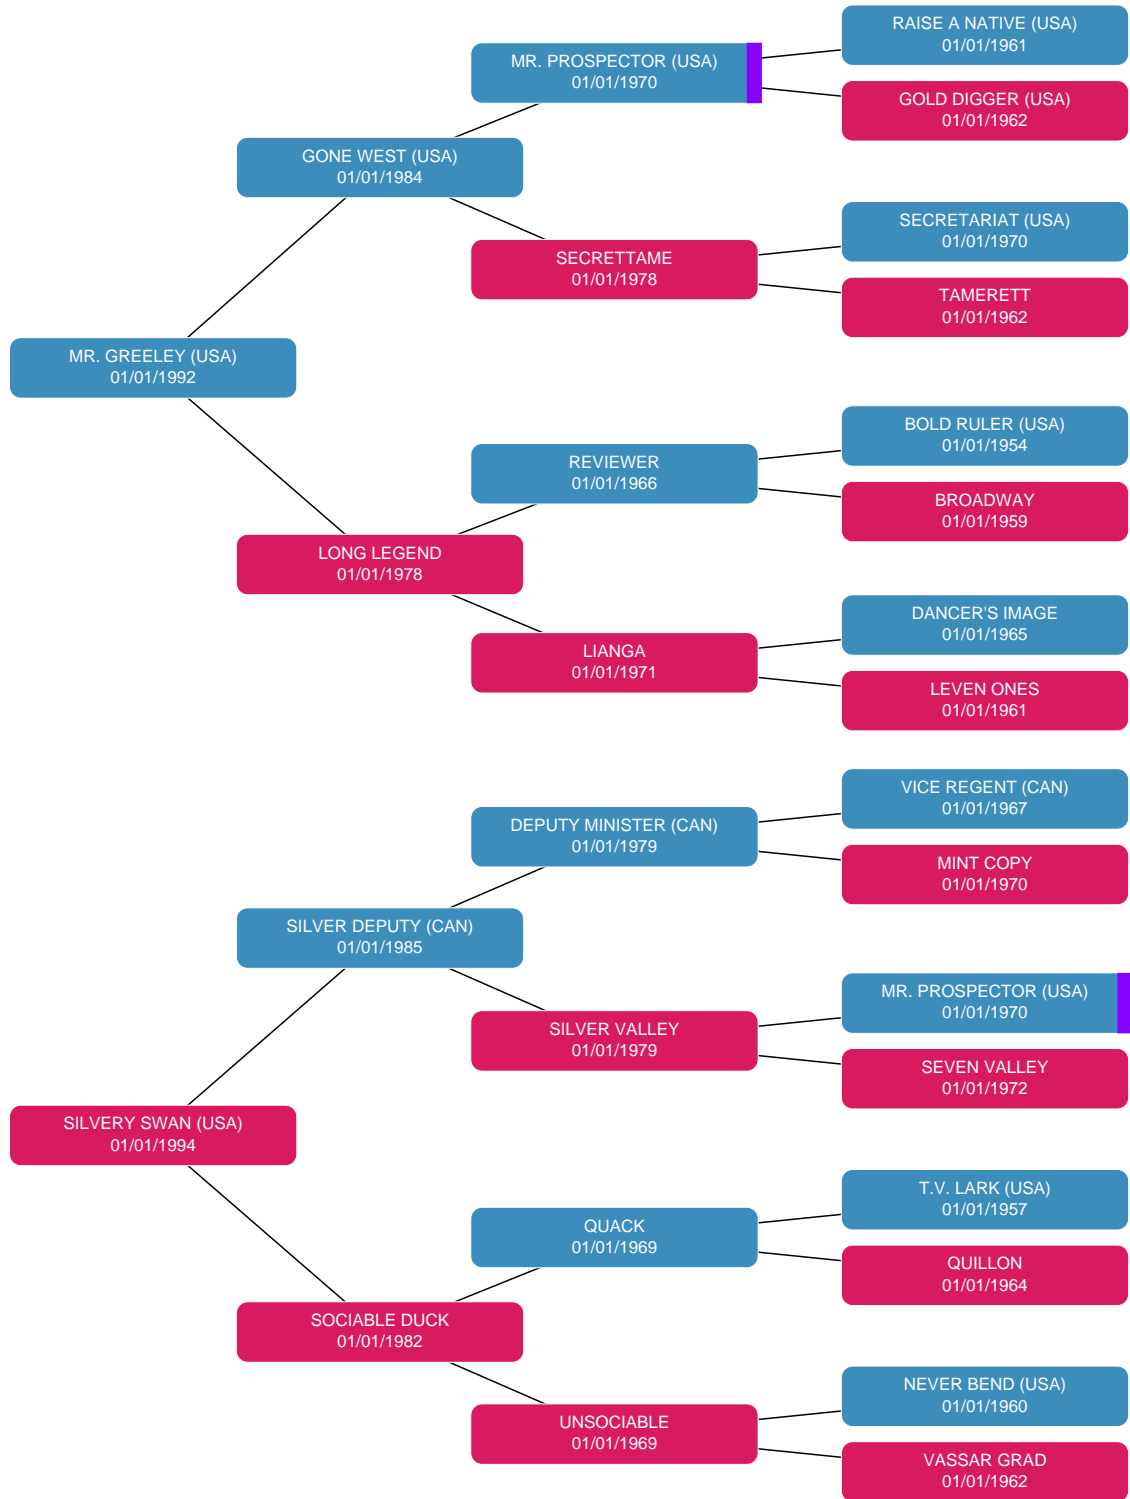 RAISE A NATIVE (USA)
01/01/1961
MR. PROSPECTOR (USA)
01/01/1970
GOLD DIGGER (USA)
01/01/1962
GONE WEST (USA)
01/01/1984
SECRETARIAT (USA)
01/01/1970
SECRETTAME
01/01/1978
TAMERETT
01/01/1962
MR. GREELEY (USA)
01/01/1992
BOLD RULER (USA)
01/01/1954
REVIEWER
01/01/1966
BROADWAY
01/01/1959
LONG LEGEND
01/01/1978
DANCER'S IMAGE
01/01/1965
LIANGA
01/01/1971
LEVEN ONES
01/01/1961
VICE REGENT (CAN)
01/01/1967
DEPUTY MINISTER (CAN)
01/01/1979
MINT COPY
01/01/1970
SILVER DEPUTY (CAN)
01/01/1985
MR. PROSPECTOR (USA)
01/01/1970
SILVER VALLEY
01/01/1979
SEVEN VALLEY
01/01/1972
SILVERY SWAN (USA)
01/01/1994
T.V. LARK (USA)
01/01/1957
QUACK
01/01/1969
QUILLON
01/01/1964
SOCIABLE DUCK
01/01/1982
NEVER BEND (USA)
01/01/1960
UNSOCIABLE
01/01/1969
VASSAR GRAD
01/01/1962